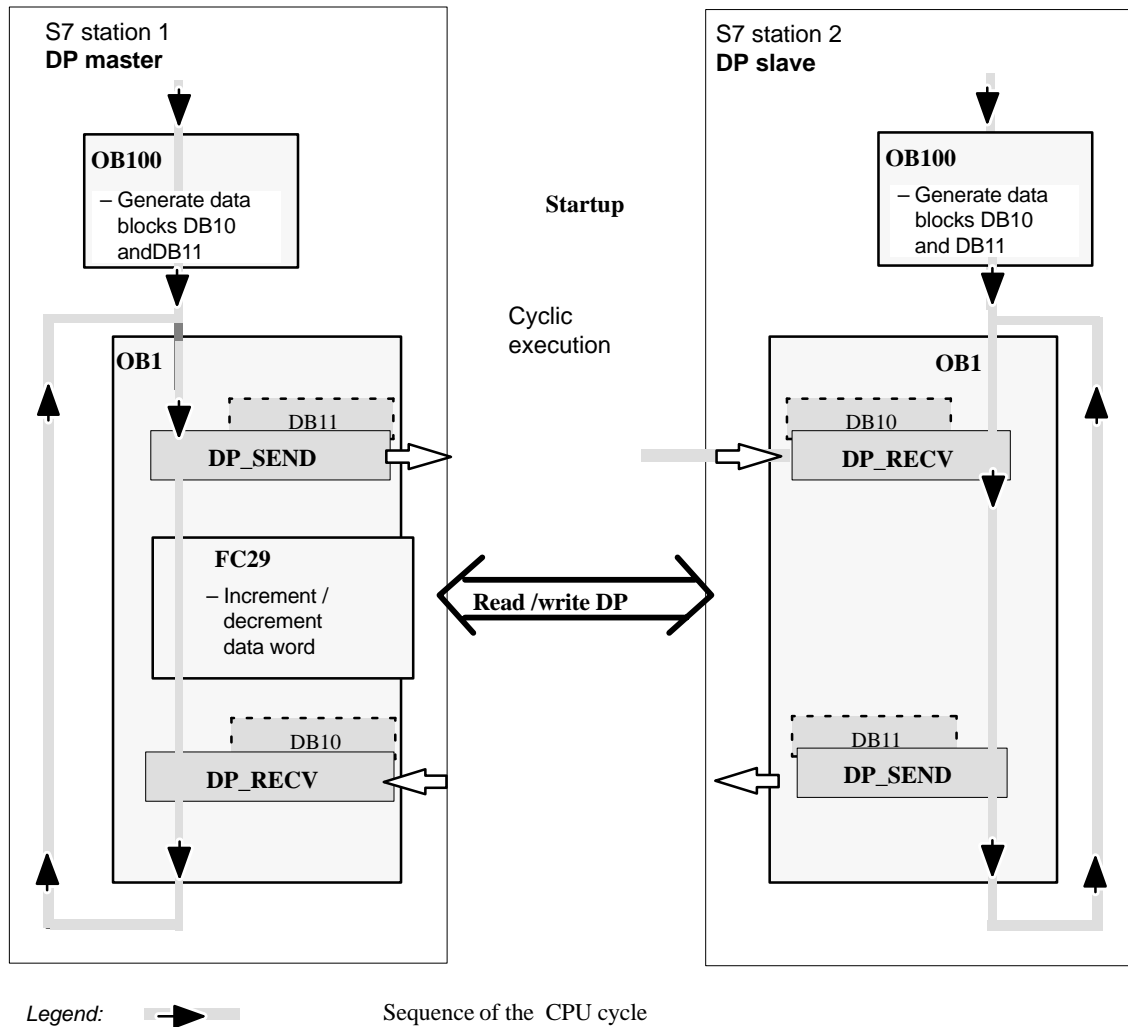 S7 station 1
DP master
OB100
– Generate data
blocks DB10
andDB11
OB1
DB11
DP_SEND
FC29
– Increment /
decrement
data word
DB10
DP_RECV
Startup
Cyclic
execution
Read /write DP
S7 station 2
DP slave
OB100
– Generate data
blocks DB10
and DB11
OB1
DB10
DP_RECV
DB11
DP_SEND
Legend:
Sequence of the CPU cycle